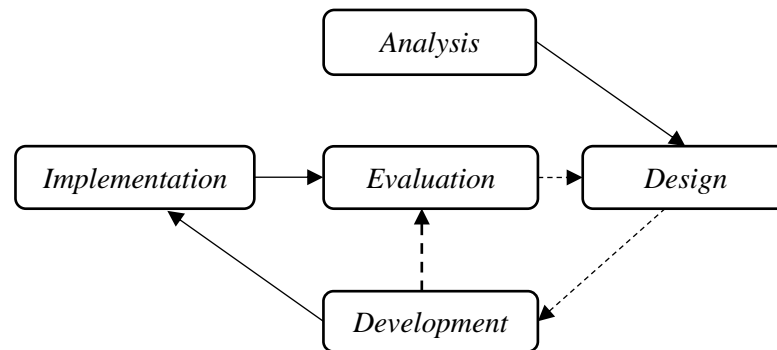 Analysis
Implementation
Evaluation
Design
Development